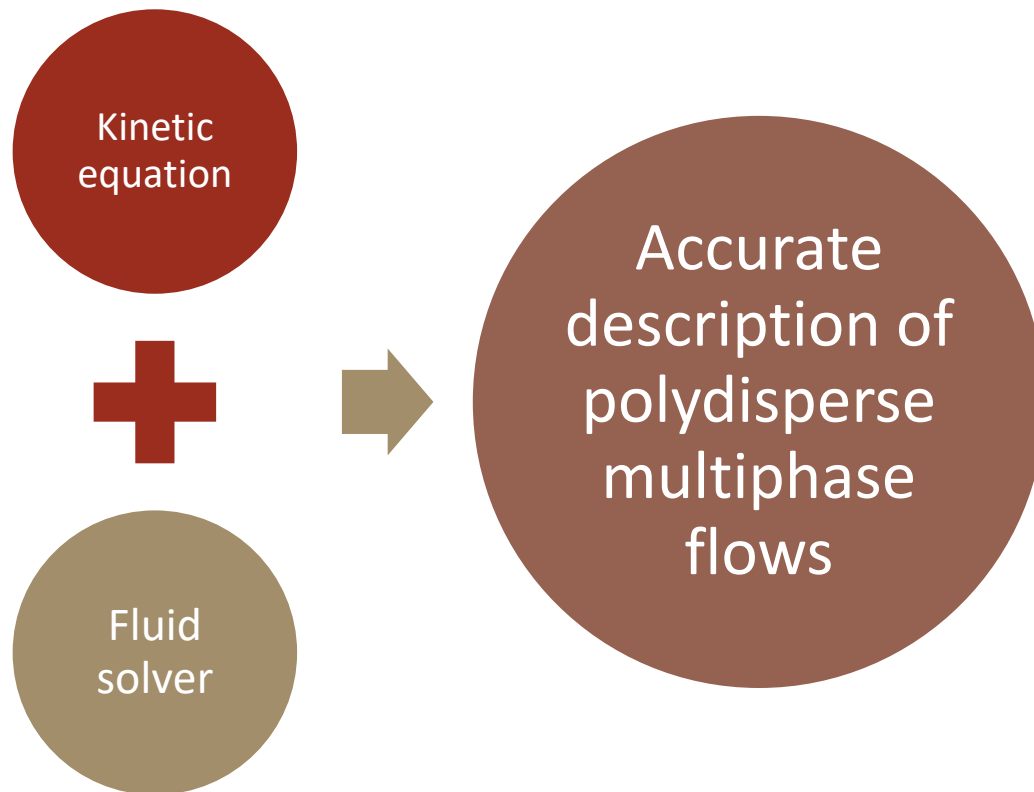 Kinetic
equation
Fluid
solver
Accurate
description of
polydisperse
multiphase
flows